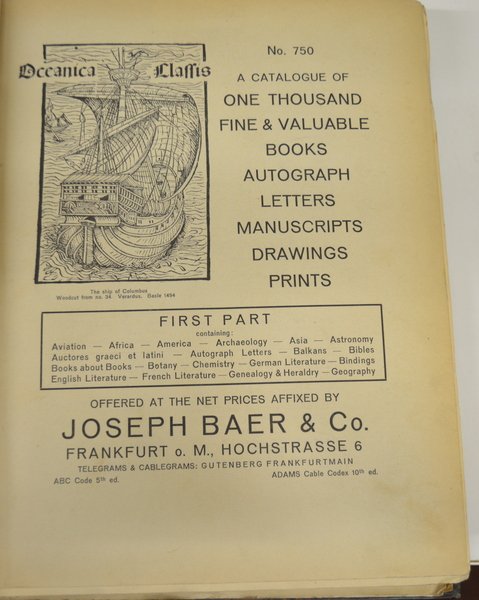 Oceanica Classis
No. 750
A CATALOGUE OF
ONE THOUSAND
FINE & VALUABLE
BOOKS
AUTOGRAPH
LETTERS
MANUSCRIPTS
DRAWINGS
PRINTS
The ship of Columbus
Woodcut from no. 34. Verardus. Basle 1494
FIRST PART
containing:
Aviation — Africa — America — Archaeology — Asia — Astronomy
Auctores graeci et latini — Autograph Letters — Balkans — Bibles
Books about Books — Botany — Chemistry — German Literature — Bindings
English Literature — French Literature — Genealogy & Heraldry — Geography
OFFERED AT THE NET PRICES AFFIXED BY
JOSEPH BAER & Co.
FRANKFURT o. M., HOCHSTRASSE 6
TELEGRAMS & CABLEGRAMS: GUTENBERG FRANKFURTMAIN
ABC Code 5th ed. ADAMS Cable Codex 10th ed.